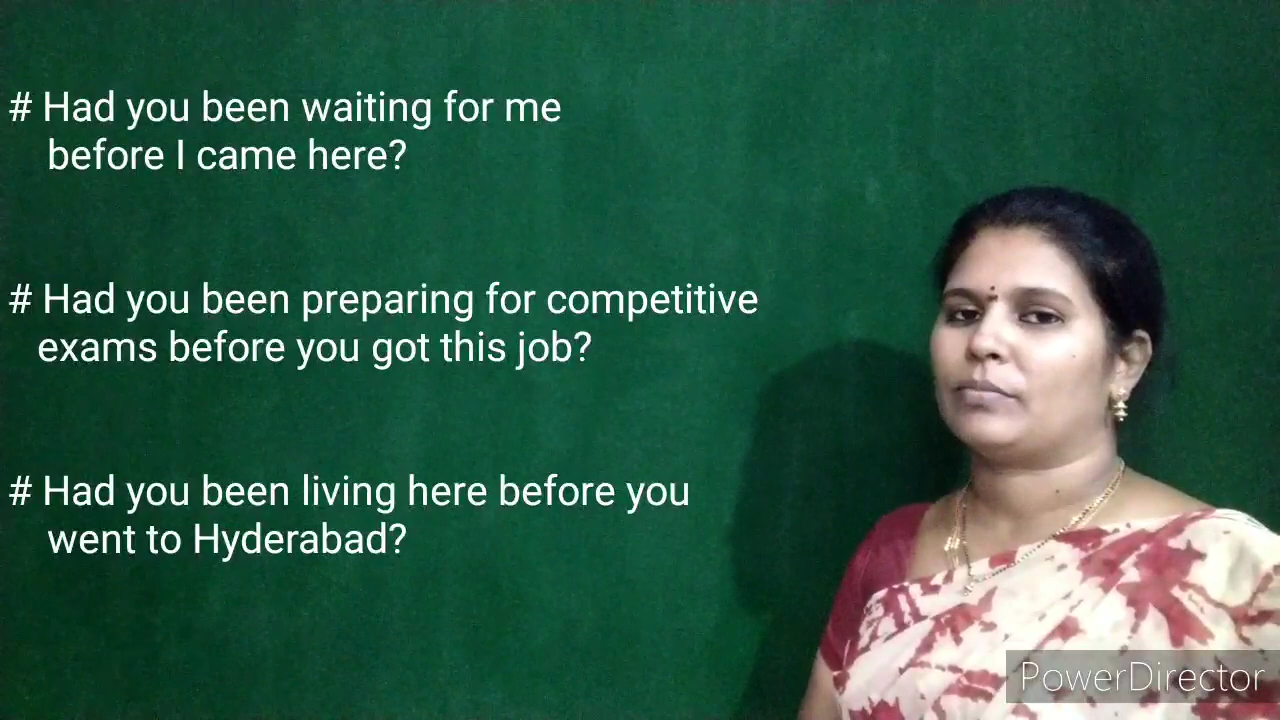 # Had you been waiting for me
before I came here?
# Had you been preparing for competitive
exams before you got this job?
# Had you been living here before you
went to Hyderabad?
PowerDirector